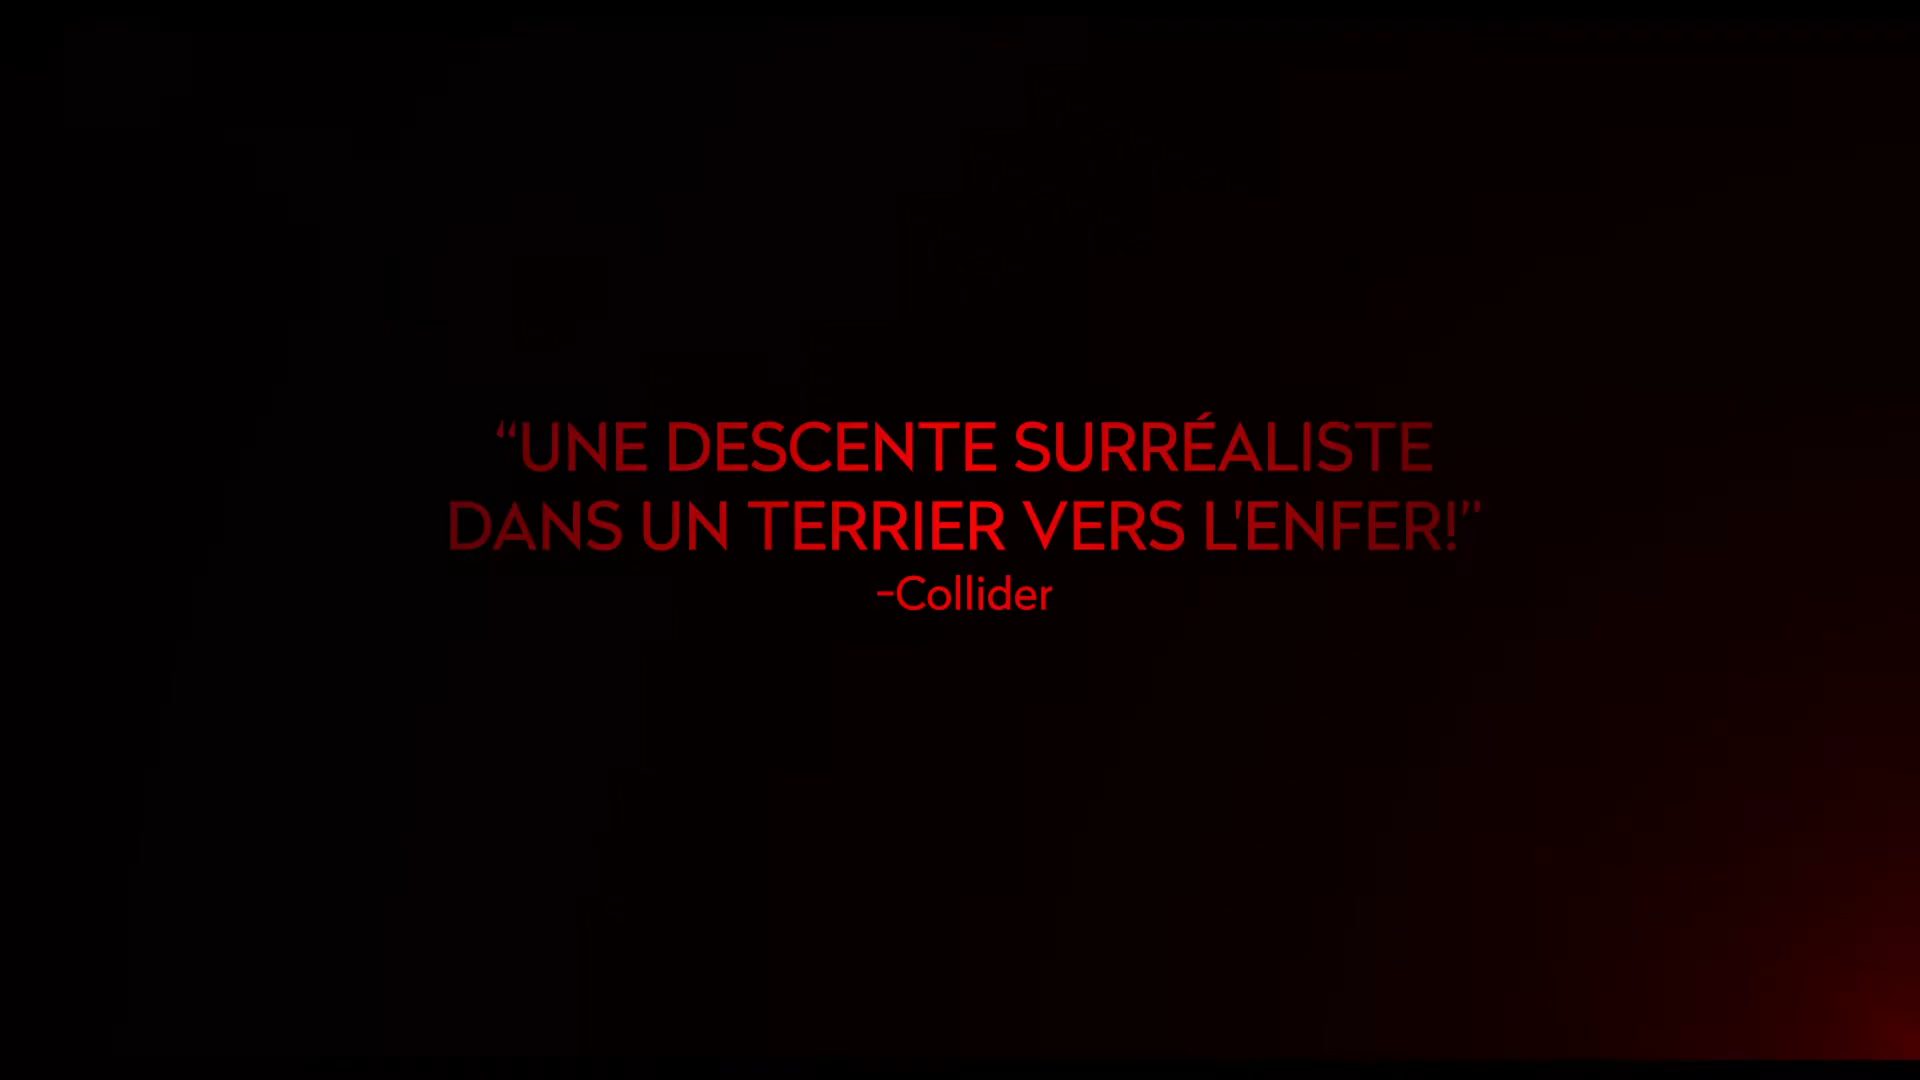 “UNE DESCENTE SURRÉALISTE
DANS UN TERRIER VERS L'ENFER!”
-Collider